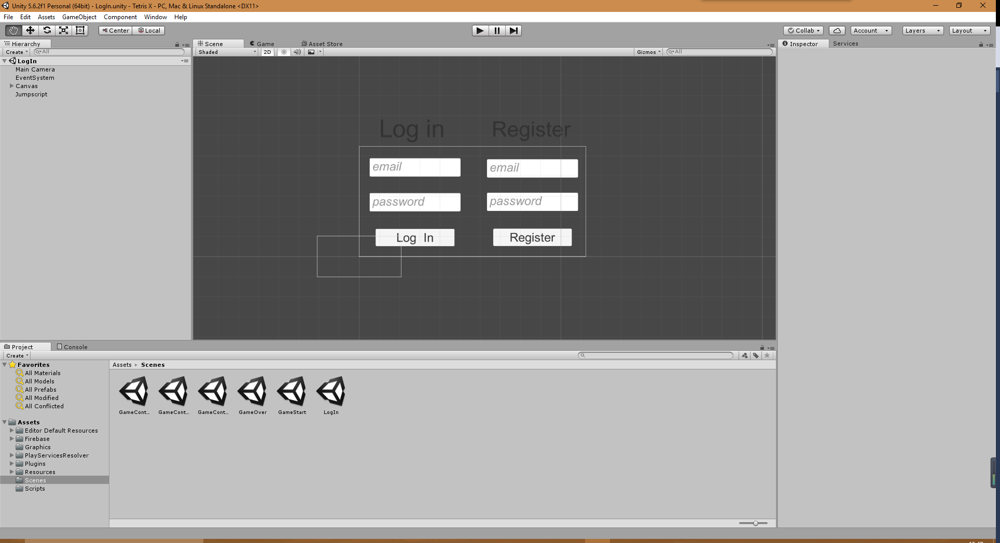 Unity 5.6.2f1 Personal (64bit) - LogIn.unity - Tetris X - PC, Mac & Linux Standalone <DX11>
File Edit Assets GameObject Component Window Help
Center Local Collab Account Layers Layout
Hierarchy
Create All
LogIn
Main Camera
EventSystem
Canvas
Jumpscript
Scene Game Asset Store
Shaded 2D Gizmos All
Log in Register
email email
password password
Log In Register
Inspector Services
Project Console
Create
Favorites
All Materials
All Models
All Prefabs
All Modified
All Conflicted
Assets
Editor Default Resources
Firebase
Graphics
PlayServicesResolver
Plugins
Resources
Scenes
Scripts
Assets Scenes
GameCont... GameCont... GameCont... GameOver GameStart LogIn